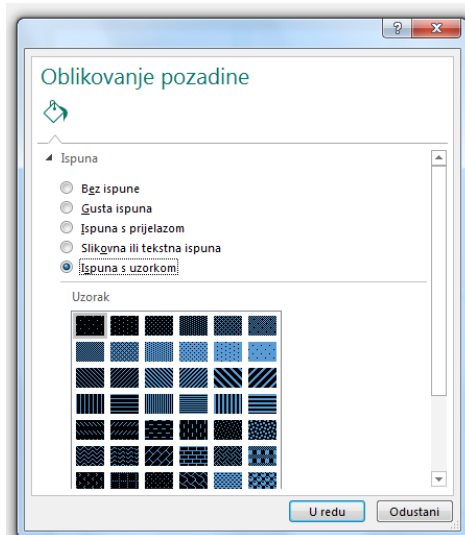 Oblikovanje pozadine
Ispuna
Bez ispune
Gusta ispuna
Ispuna s prijelazom
Slikovna ili tekstna ispuna
Ispuna s uzorkom
Uzorak
U redu
Odustani